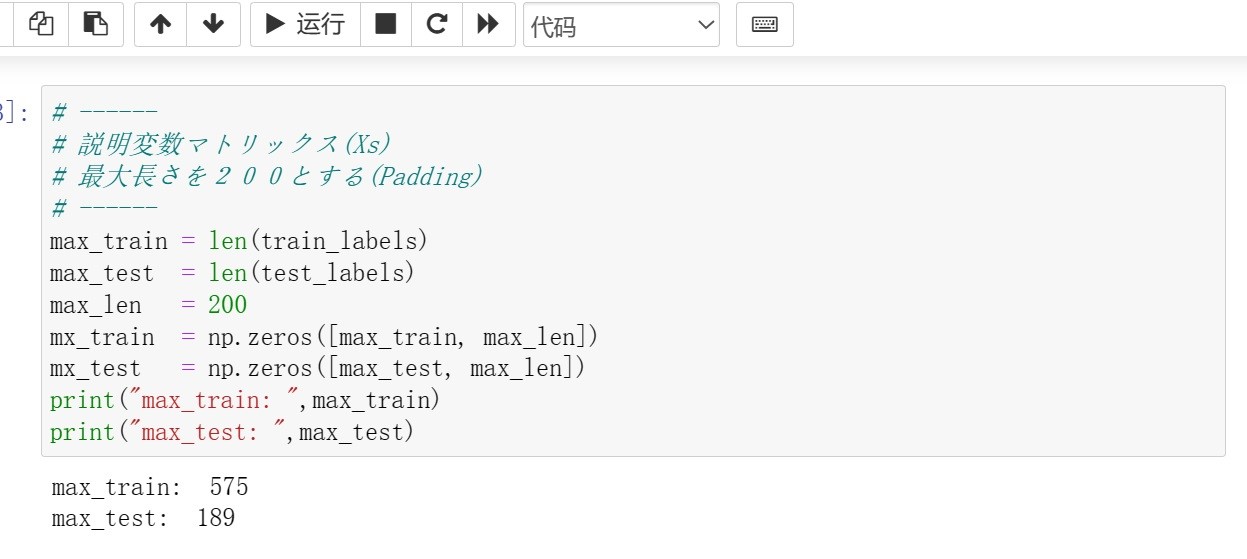 运行
代码
3]:
# ------
# 説明変数マトリックス(Xs)
# 最大長さを２００とする(Padding)
# ------
max_train = len(train_labels)
max_test  = len(test_labels)
max_len   = 200
mx_train  = np.zeros([max_train, max_len])
mx_test   = np.zeros([max_test, max_len])
print("max_train: ",max_train)
print("max_test: ",max_test)
max_train:  575
max_test:  189